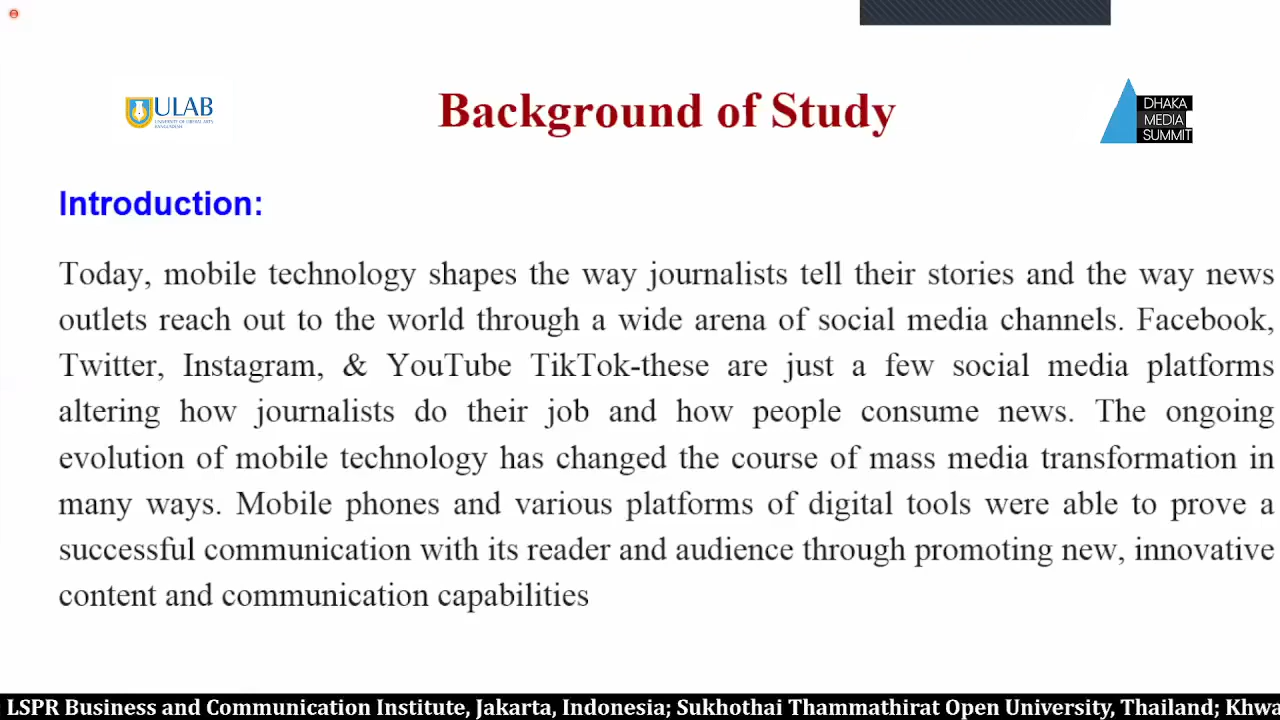 ULAB
UNIVERSITY OF LIBERAL ARTS
BANGLADESH
Background of Study
DHAKA
MEDIA
SUMMIT
Introduction:
Today, mobile technology shapes the way journalists tell their stories and the way news
outlets reach out to the world through a wide arena of social media channels. Facebook,
Twitter, Instagram, & YouTube TikTok-these are just a few social media platforms
altering how journalists do their job and how people consume news. The ongoing
evolution of mobile technology has changed the course of mass media transformation in
many ways. Mobile phones and various platforms of digital tools were able to prove a
successful communication with its reader and audience through promoting new, innovative
content and communication capabilities
LSPR Business and Communication Institute, Jakarta, Indonesia; Sukhothai Thammathirat Open University, Thailand; Khwa